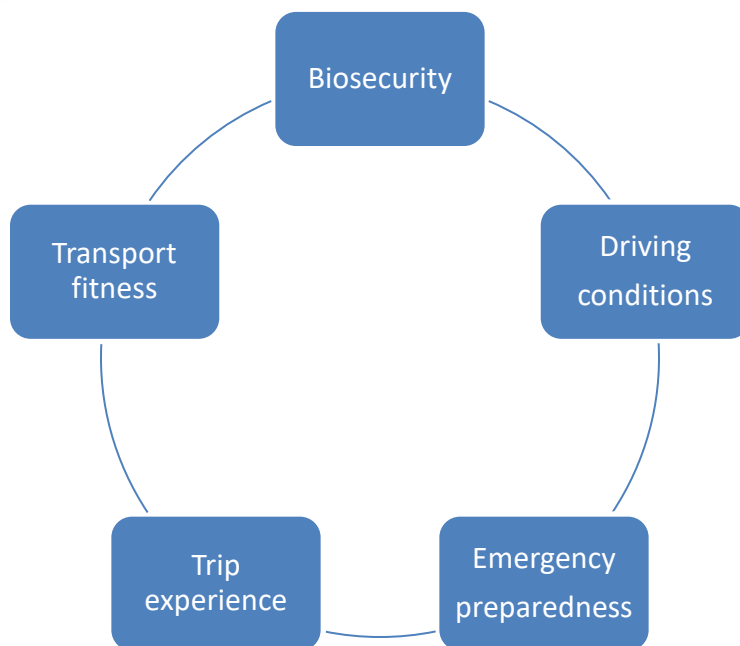 Biosecurity
Driving
conditions
Emergency
preparedness
Trip
experience
Transport
fitness